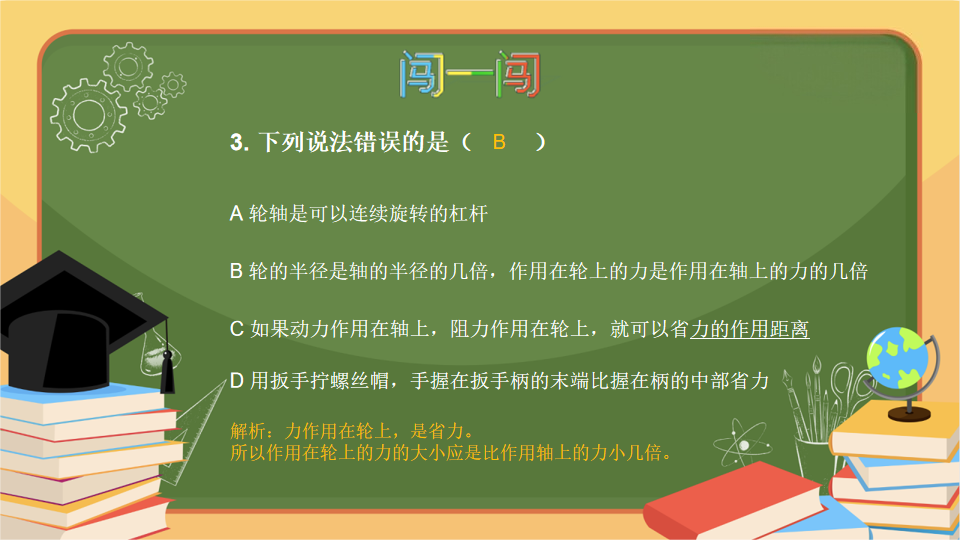 闯一闯
3. 下列说法错误的是（ B ）
A 轮轴是可以连续旋转的杠杆
B 轮的半径是轴的半径的几倍，作用在轮上的力是作用在轴上的力的几倍
C 如果动力作用在轴上，阻力作用在轮上，就可以省力的作用距离
D 用扳手拧螺丝帽，手握在扳手柄的末端比握在柄的中部省力
解析：力作用在轮上，是省力。
所以作用在轮上的力的大小应是比作用轴上的力小几倍。